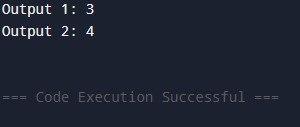 Output 1: 3
Output 2: 4
=== Code Execution Successful ===